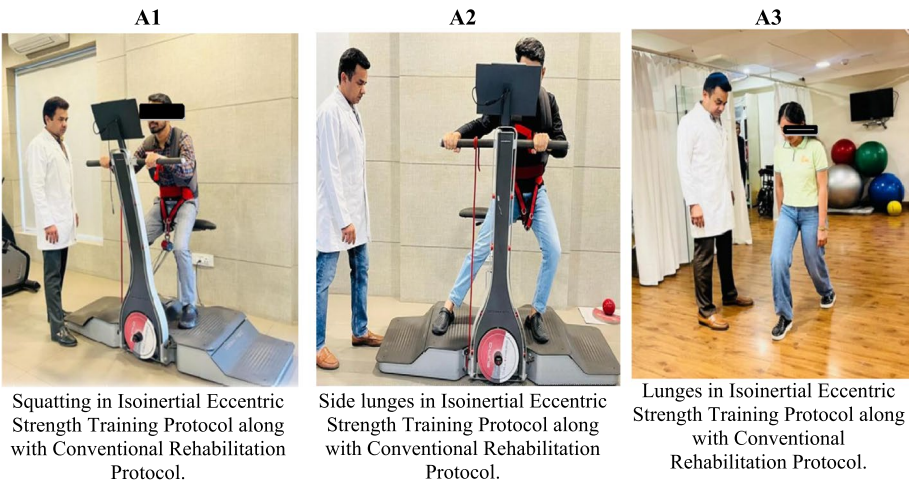 A1
A2
A3
Squatting in Isoinertial Eccentric
Strength Training Protocol along
with Conventional Rehabilitation
Protocol.
Side lunges in Isoinertial Eccentric
Strength Training Protocol along
with Conventional Rehabilitation
Protocol.
Lunges in Isoinertial Eccentric
Strength Training Protocol along
with Conventional
Rehabilitation Protocol.